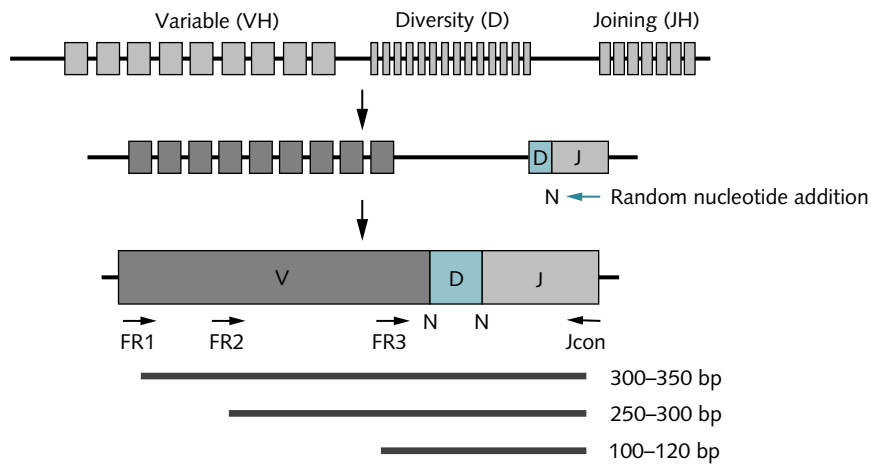 Variable (VH) Diversity (D) Joining (JH)
D J
N Random nucleotide addition
V D J
FR1 FR2 FR3 N N Jcon
300–350 bp
250–300 bp
100–120 bp